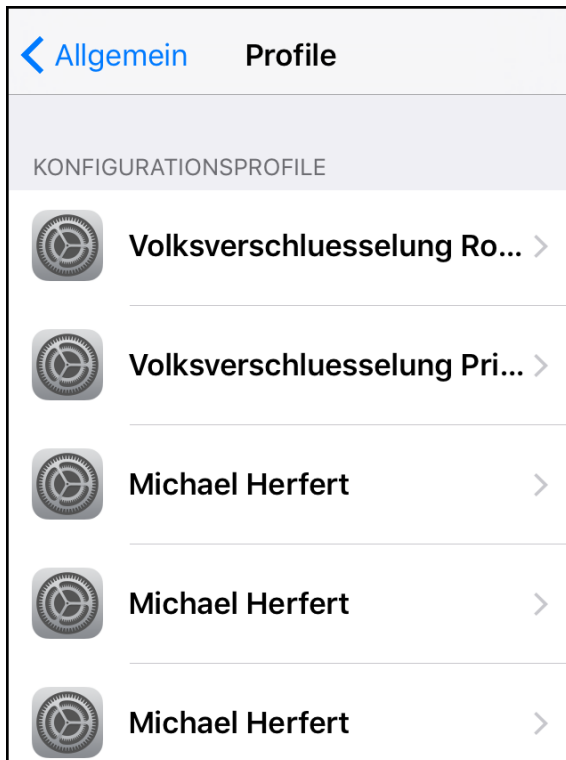 Allgemein Profile
KONFIGURATIONSPROFILE
Volksverschluesselung Ro...
Volksverschluesselung Pri...
Michael Herfert
Michael Herfert
Michael Herfert